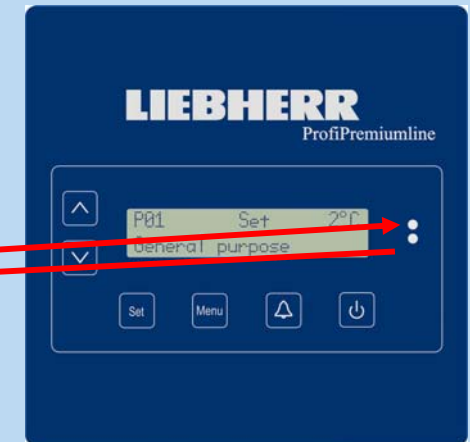 LIEBHERR
ProfiPremiumline
P01 Set 2°C
General purpose
Set
Menu